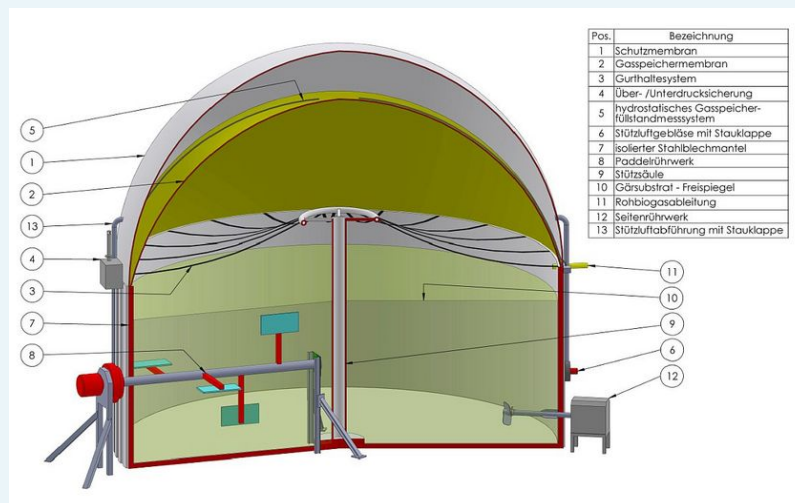 Pos. Bezeichnung
1 Schutzmembran
2 Gasspeichermembran
3 Gurthaltesystem
4 Über- /Unterdrucksicherung
5 hydrostatisches Gasspeicher-
füllstandmesssystem
6 Stützluftgebläse mit Stauklappe
7 isolierter Stahlblechmantel
8 Paddelrührwerk
9 Stützsäule
10 Gärsubstrat - Freispiegel
11 Rohbiogasableitung
12 Seitenrührwerk
13 Stützluftabführung mit Stauklappe
5
1
2
13
4
3
7
8
11
10
9
6
12